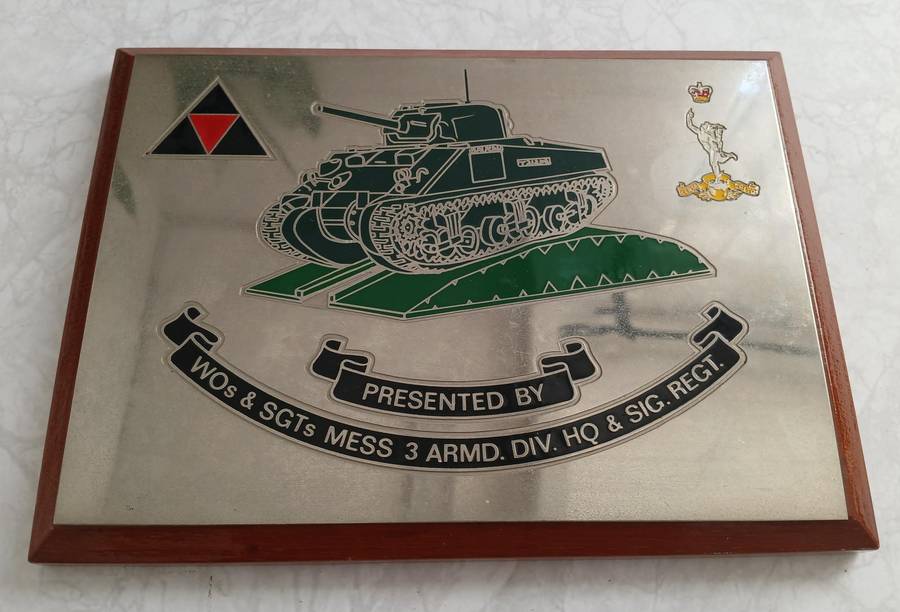 PRESENTED BY
WOs & SGTs MESS 3 ARMD. DIV. HQ & SIG. REGT.